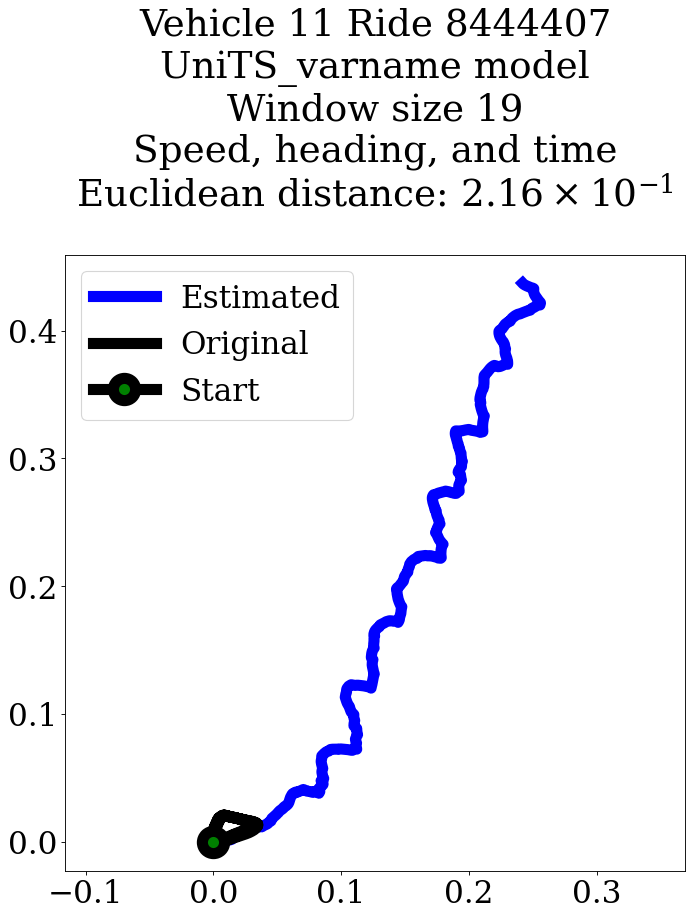 Vehicle 11 Ride 8444407
UniTS_varname model
Window size 19
Speed, heading, and time
Euclidean distance: 2.16 × 10⁻¹
Estimated
Original
Start
0.4
0.3
0.2
0.1
0.0
−0.1 0.0 0.1 0.2 0.3